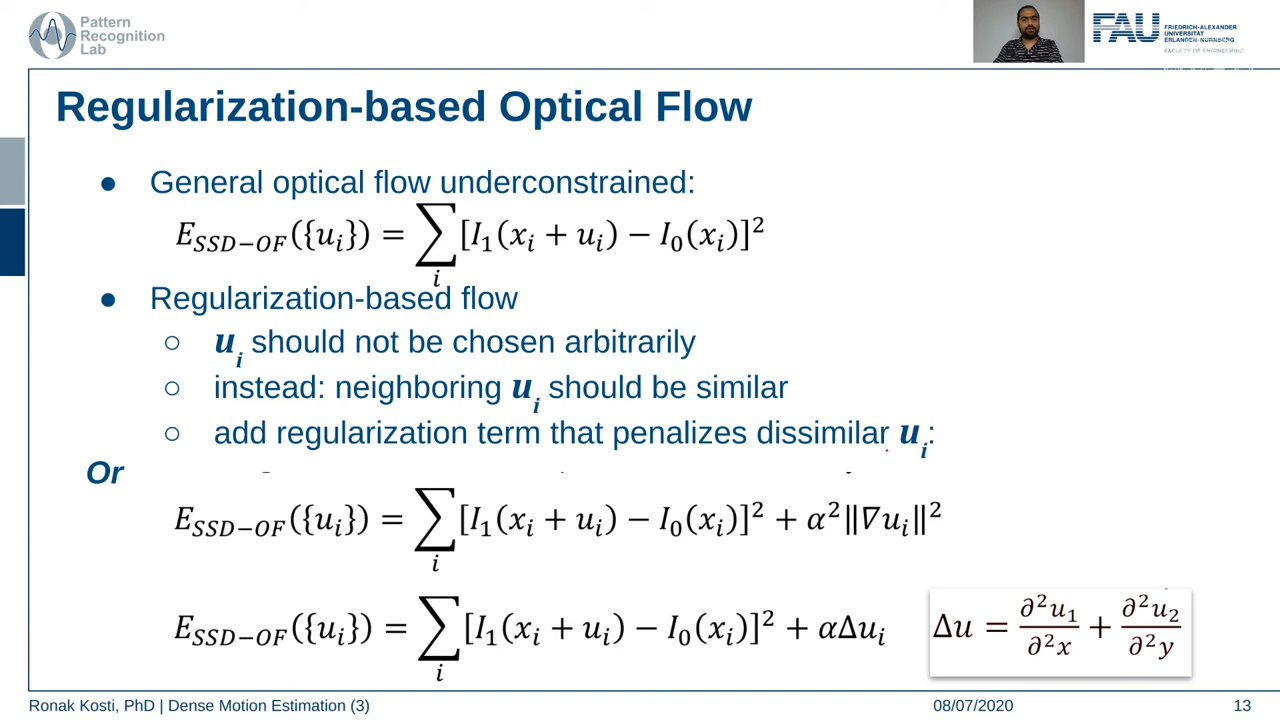 Pattern
Recognition
Lab
FAU
FRIEDRICH-ALEXANDER
UNIVERSITÄT
ERLANGEN-NÜRNBERG
FACULTY OF ENGINEERING
Regularization-based Optical Flow
● General optical flow underconstrained:
E_{SSD-OF}({u_i}) = ∑_i [I_1(x_i + u_i) − I_0(x_i)]²
● Regularization-based flow
○ u_i should not be chosen arbitrarily
○ instead: neighboring u_i should be similar
○ add regularization term that penalizes dissimilar u_i:
Or
E_{SSD-OF}({u_i}) = ∑_i [I_1(x_i + u_i) − I_0(x_i)]² + α²‖∇u_i‖²
E_{SSD-OF}({u_i}) = ∑_i [I_1(x_i + u_i) − I_0(x_i)]² + αΔu_i
Δu = ∂²u_1/∂²x + ∂²u_2/∂²y
Ronak Kosti, PhD | Dense Motion Estimation (3) 08/07/2020 13